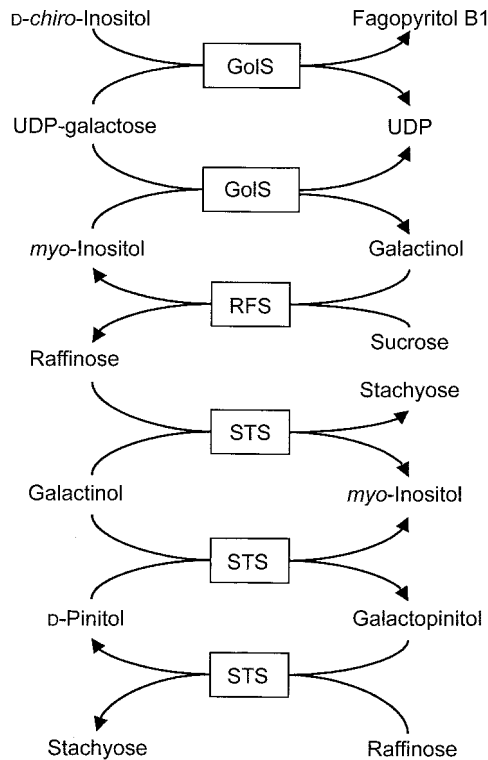 D-chiro-Inositol Fagopyritol B1
GolS
UDP-galactose UDP
GolS
myo-Inositol Galactinol
RFS
Sucrose
Raffinose
Stachyose
STS
Galactinol myo-Inositol
STS
D-Pinitol Galactopinitol
STS
Stachyose Raffinose